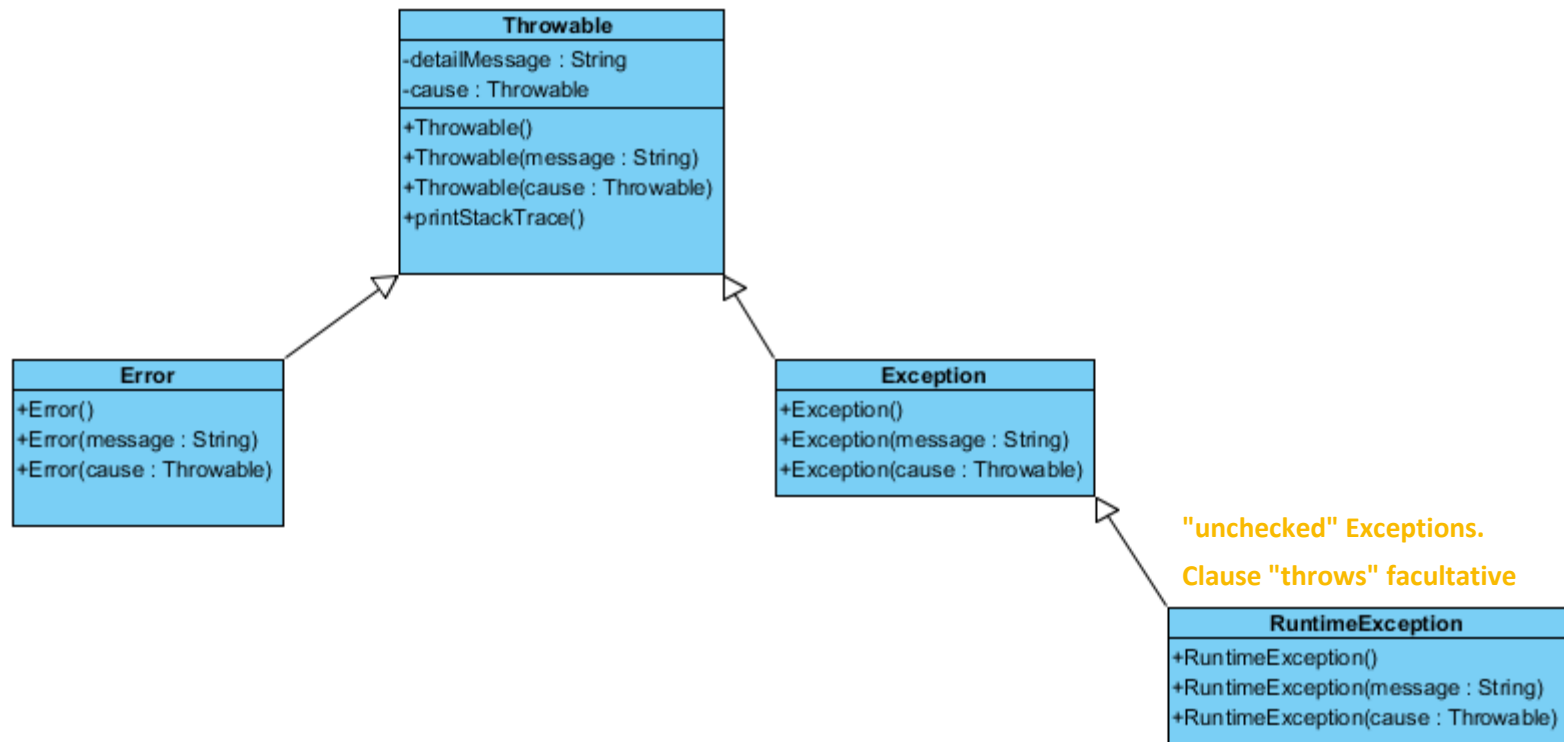 Throwable
-detailMessage : String
-cause : Throwable
+Throwable()
+Throwable(message : String)
+Throwable(cause : Throwable)
+printStackTrace()
Error
+Error()
+Error(message : String)
+Error(cause : Throwable)
Exception
+Exception()
+Exception(message : String)
+Exception(cause : Throwable)
"unchecked" Exceptions.
Clause "throws" facultative
RuntimeException
+RuntimeException()
+RuntimeException(message : String)
+RuntimeException(cause : Throwable)